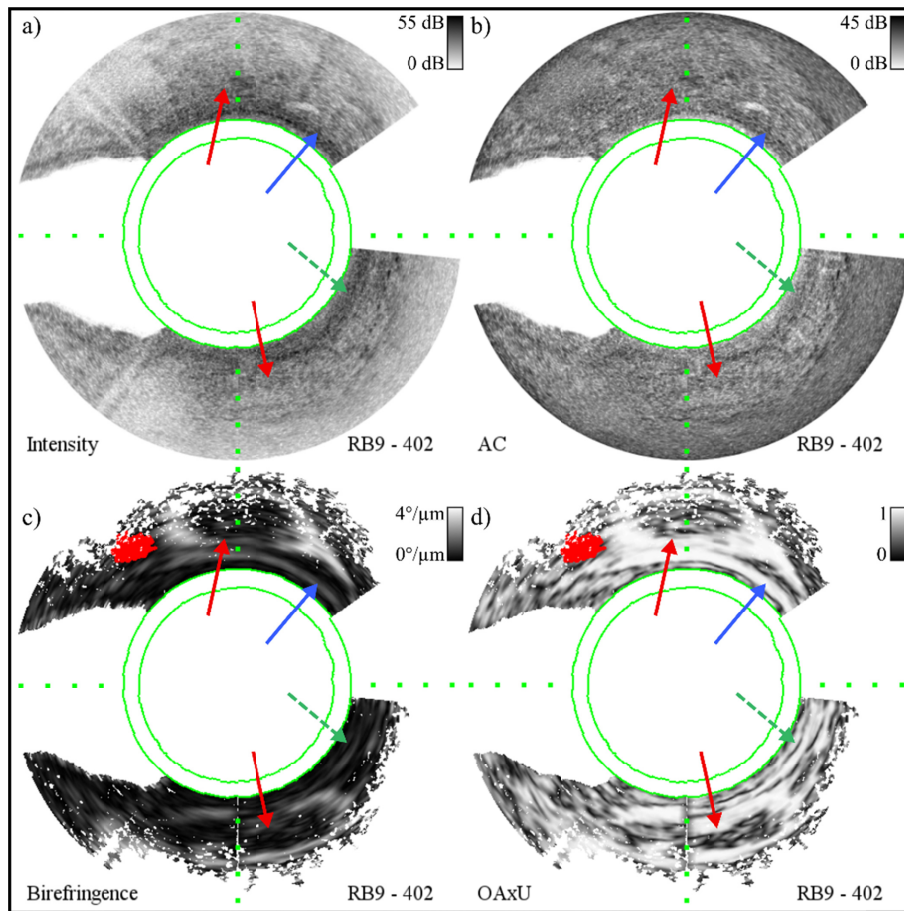 a)
55 dB
0 dB
b)
45 dB
0 dB
Intensity
RB9 - 402
AC
RB9 - 402
c)
4°/μm
0°/μm
d)
1
0
Birefringence
RB9 - 402
OAxU
RB9 - 402